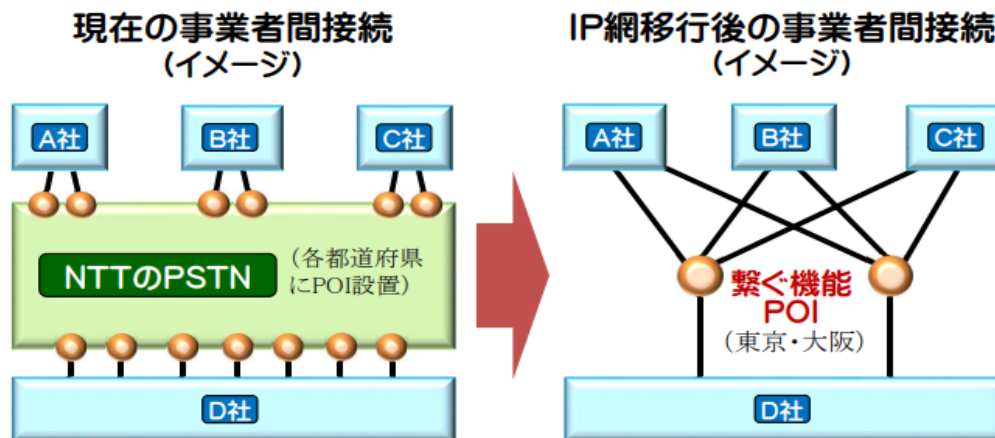 現在の事業者間接続
（イメージ）
A社
B社
C社
NTTのPSTN
（各都道府県
にPOI設置）
D社
IP網移行後の事業者間接続
（イメージ）
A社
B社
C社
繋ぐ機能
POI
（東京・大阪）
D社